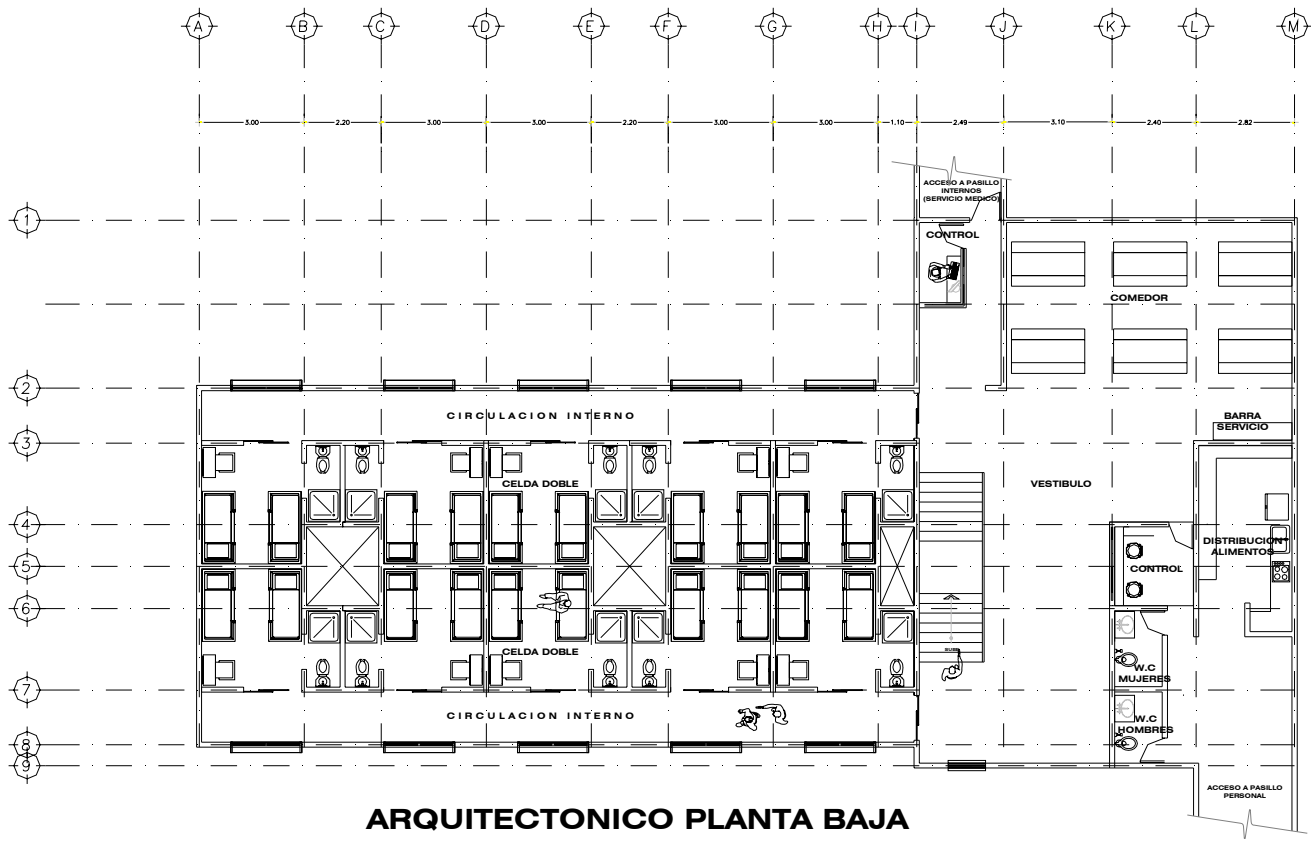 A B C D E F G H I J K L M
3.00 2.20 3.00 3.00 2.20 3.00 3.00 1.10 2.49 3.10 2.40 2.82
ACCESO A PASILLO
INTERNOS
(SERVICIO MEDICO)
1
CONTROL
COMEDOR
2
CIRCULACION INTERNO
BARRA
SERVICIO
3
CELDA DOBLE
VESTIBULO
4
DISTRIBUCION
ALIMENTOS
5
CONTROL
6
SUBE
CELDA DOBLE
W.C
MUJERES
7
CIRCULACION INTERNO
W.C
HOMBRES
8
9
ACCESO A PASILLO
PERSONAL
ARQUITECTONICO PLANTA BAJA